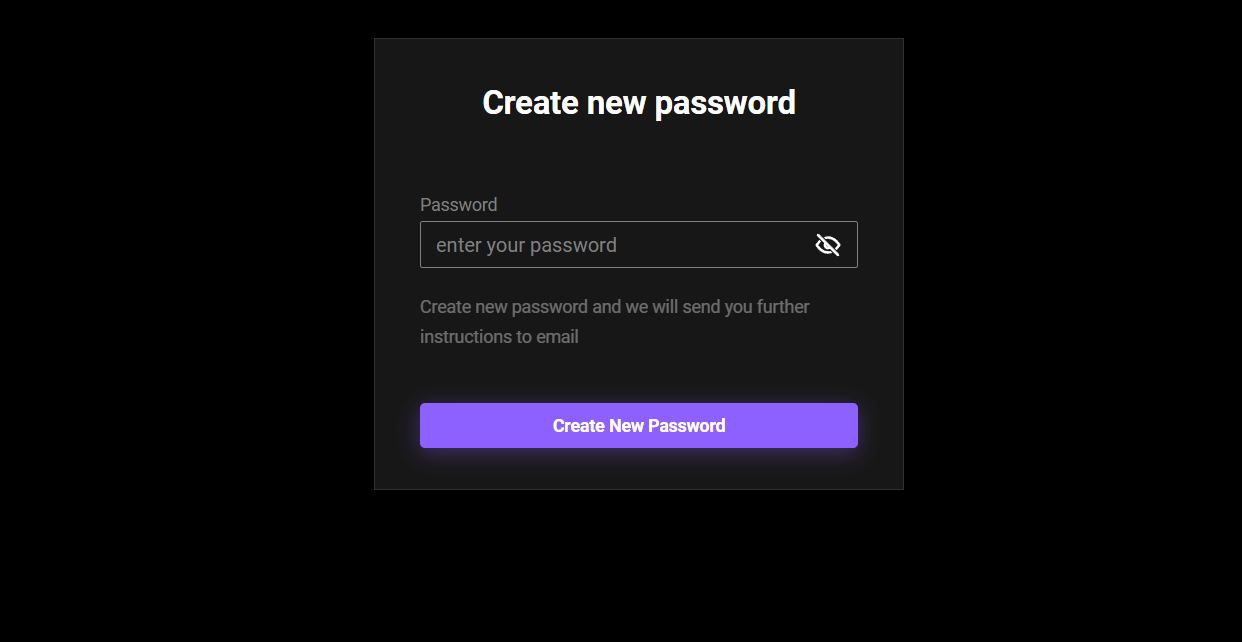 Create new password
Password
enter your password
Create new password and we will send you further
instructions to email
Create New Password